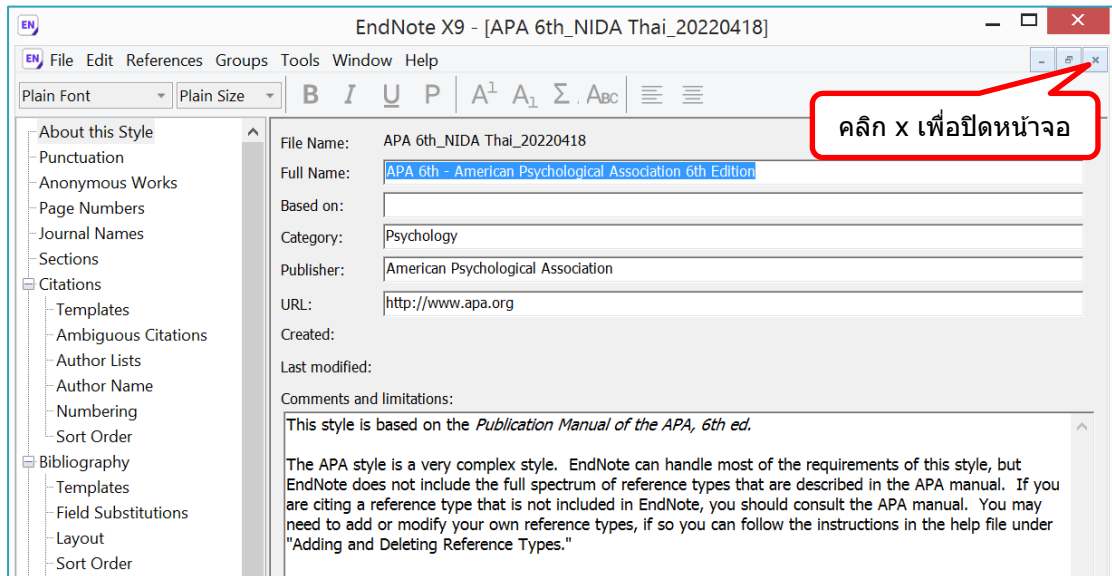 EndNote X9 - [APA 6th_NIDA Thai_20220418]
File Edit References Groups Tools Window Help
Plain Font Plain Size B I U P A1 A1 Σ ABC
คลิก x เพื่อปิดหน้าจอ
About this Style
Punctuation
Anonymous Works
Page Numbers
Journal Names
Sections
Citations
Templates
Ambiguous Citations
Author Lists
Author Name
Numbering
Sort Order
Bibliography
Templates
Field Substitutions
Layout
Sort Order
File Name: APA 6th_NIDA Thai_20220418
Full Name: APA 6th - American Psychological Association 6th Edition
Based on:
Category: Psychology
Publisher: American Psychological Association
URL: http://www.apa.org
Created:
Last modified:
Comments and limitations:
This style is based on the Publication Manual of the APA, 6th ed.
The APA style is a very complex style.  EndNote can handle most of the requirements of this style, but
EndNote does not include the full spectrum of reference types that are described in the APA manual.  If you
are citing a reference type that is not included in EndNote, you should consult the APA manual.  You may
need to add or modify your own reference types, if so you can follow the instructions in the help file under
"Adding and Deleting Reference Types."